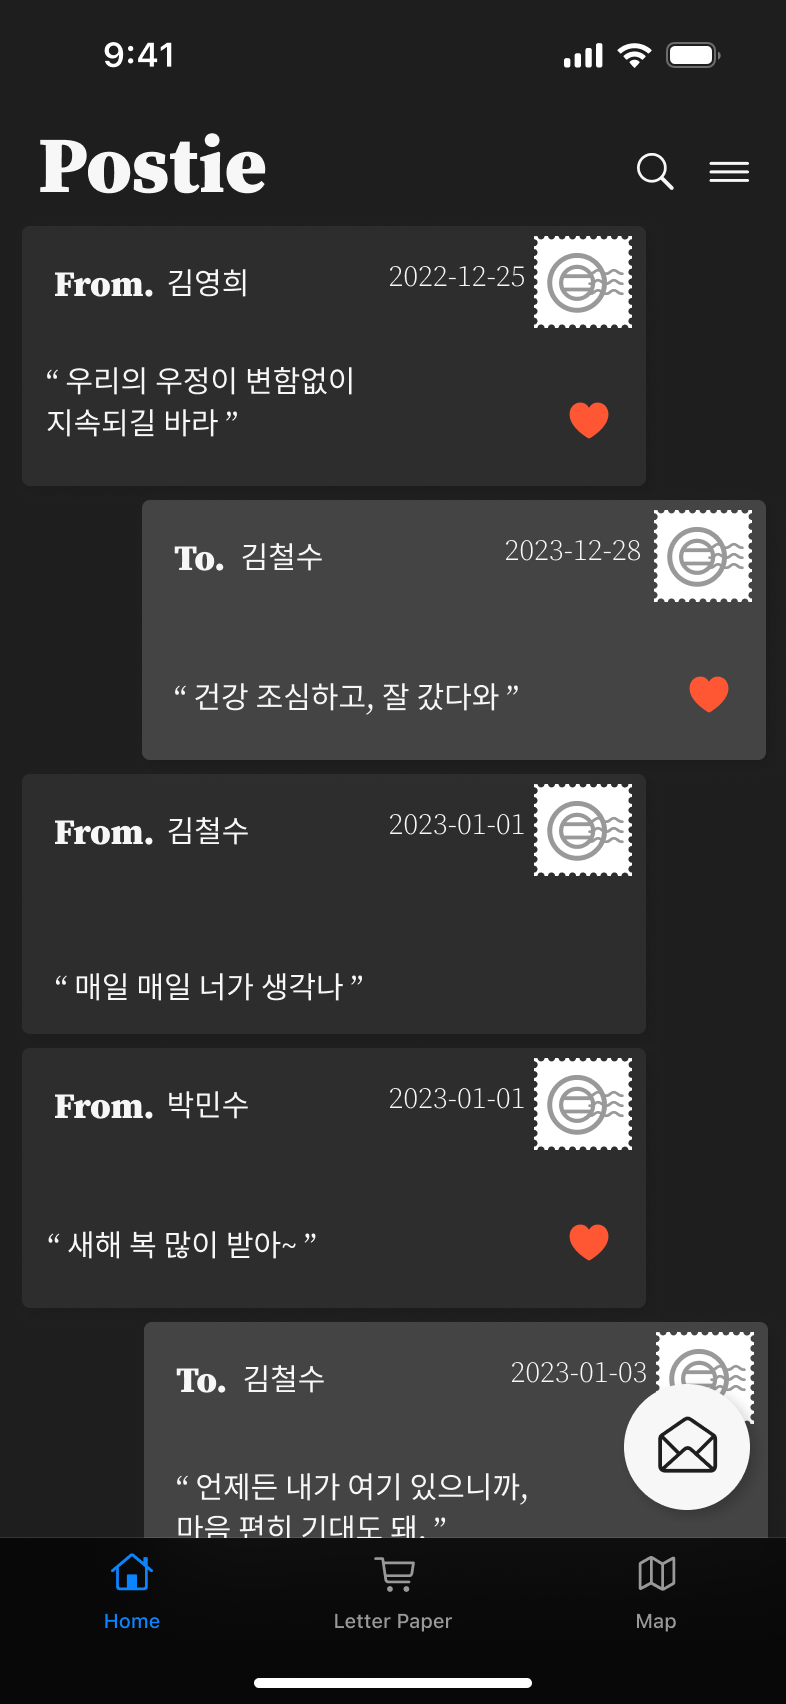 9:41
Postie
From. 김영희 2022-12-25
“ 우리의 우정이 변함없이
지속되길 바라 ”
To. 김철수 2023-12-28
“ 건강 조심하고, 잘 갔다와 ”
From. 김철수 2023-01-01
“ 매일 매일 너가 생각나 ”
From. 박민수 2023-01-01
“ 새해 복 많이 받아~ ”
To. 김철수 2023-01-03
“ 언제든 내가 여기 있으니까,
마음 편히 기대도 돼. ”
Home
Letter Paper
Map